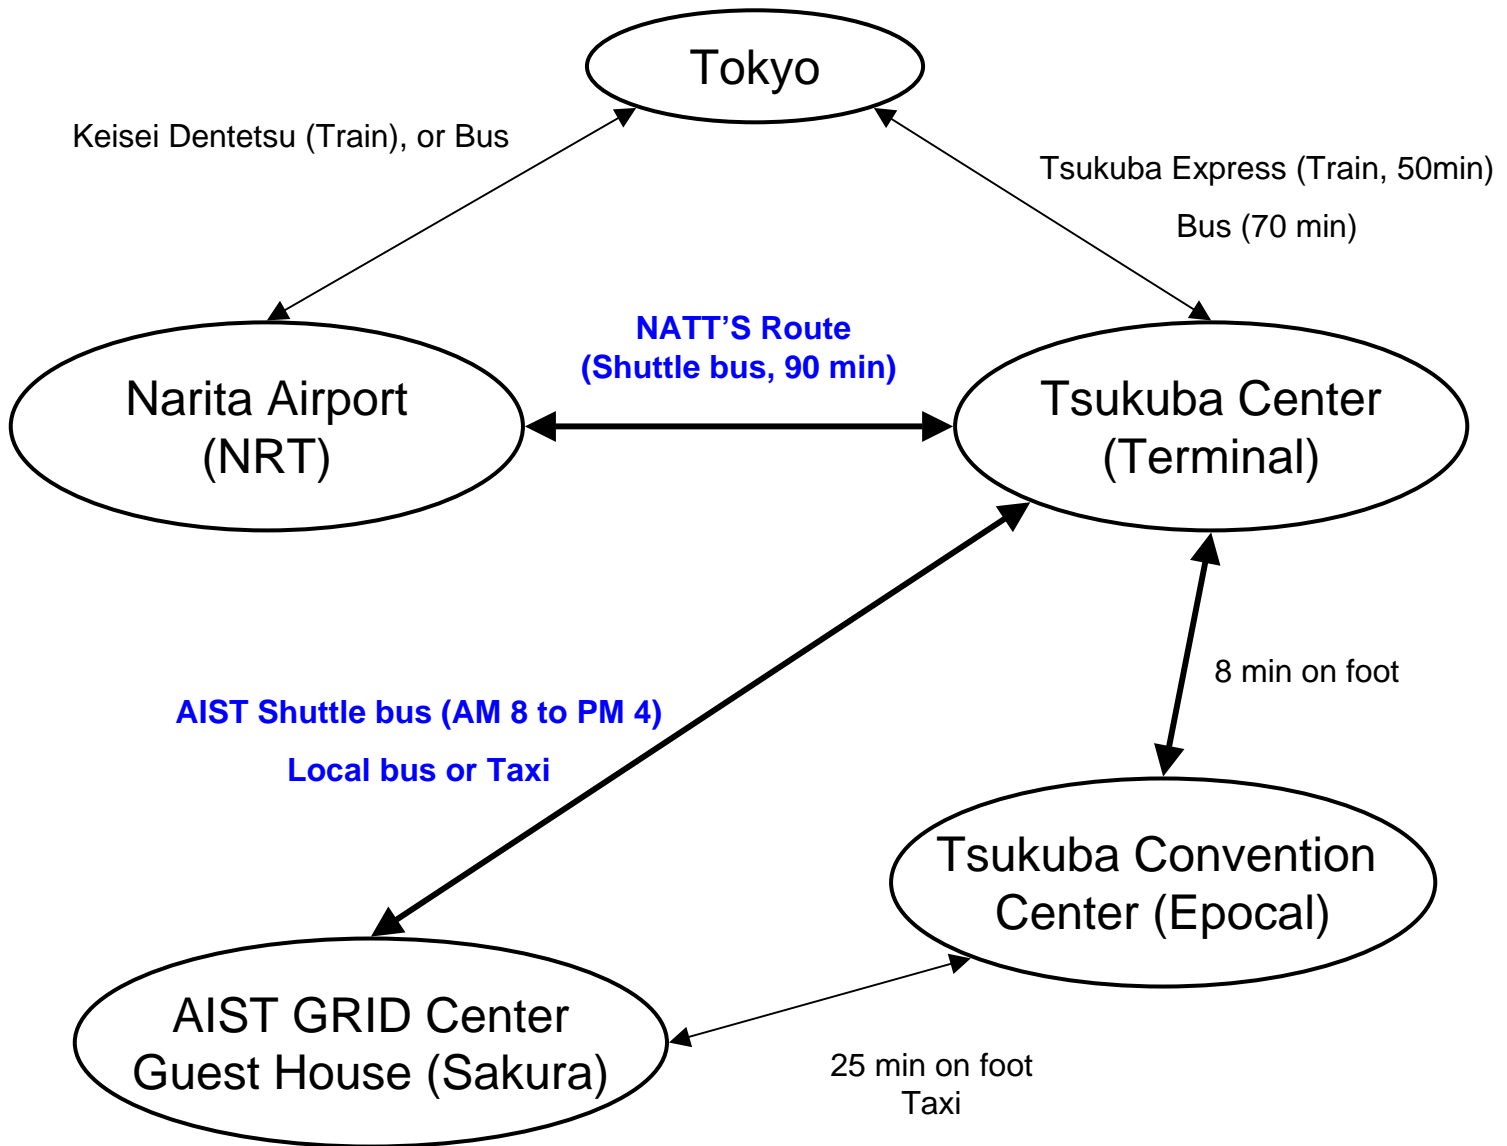 Tokyo
Keisei Dentetsu (Train), or Bus
Tsukuba Express (Train, 50min)
Bus (70 min)
NATT’S Route
(Shuttle bus, 90 min)
Narita Airport
(NRT)
Tsukuba Center
(Terminal)
8 min on foot
AIST Shuttle bus (AM 8 to PM 4)
Local bus or Taxi
Tsukuba Convention
Center (Epocal)
AIST GRID Center
Guest House (Sakura)
25 min on foot
Taxi